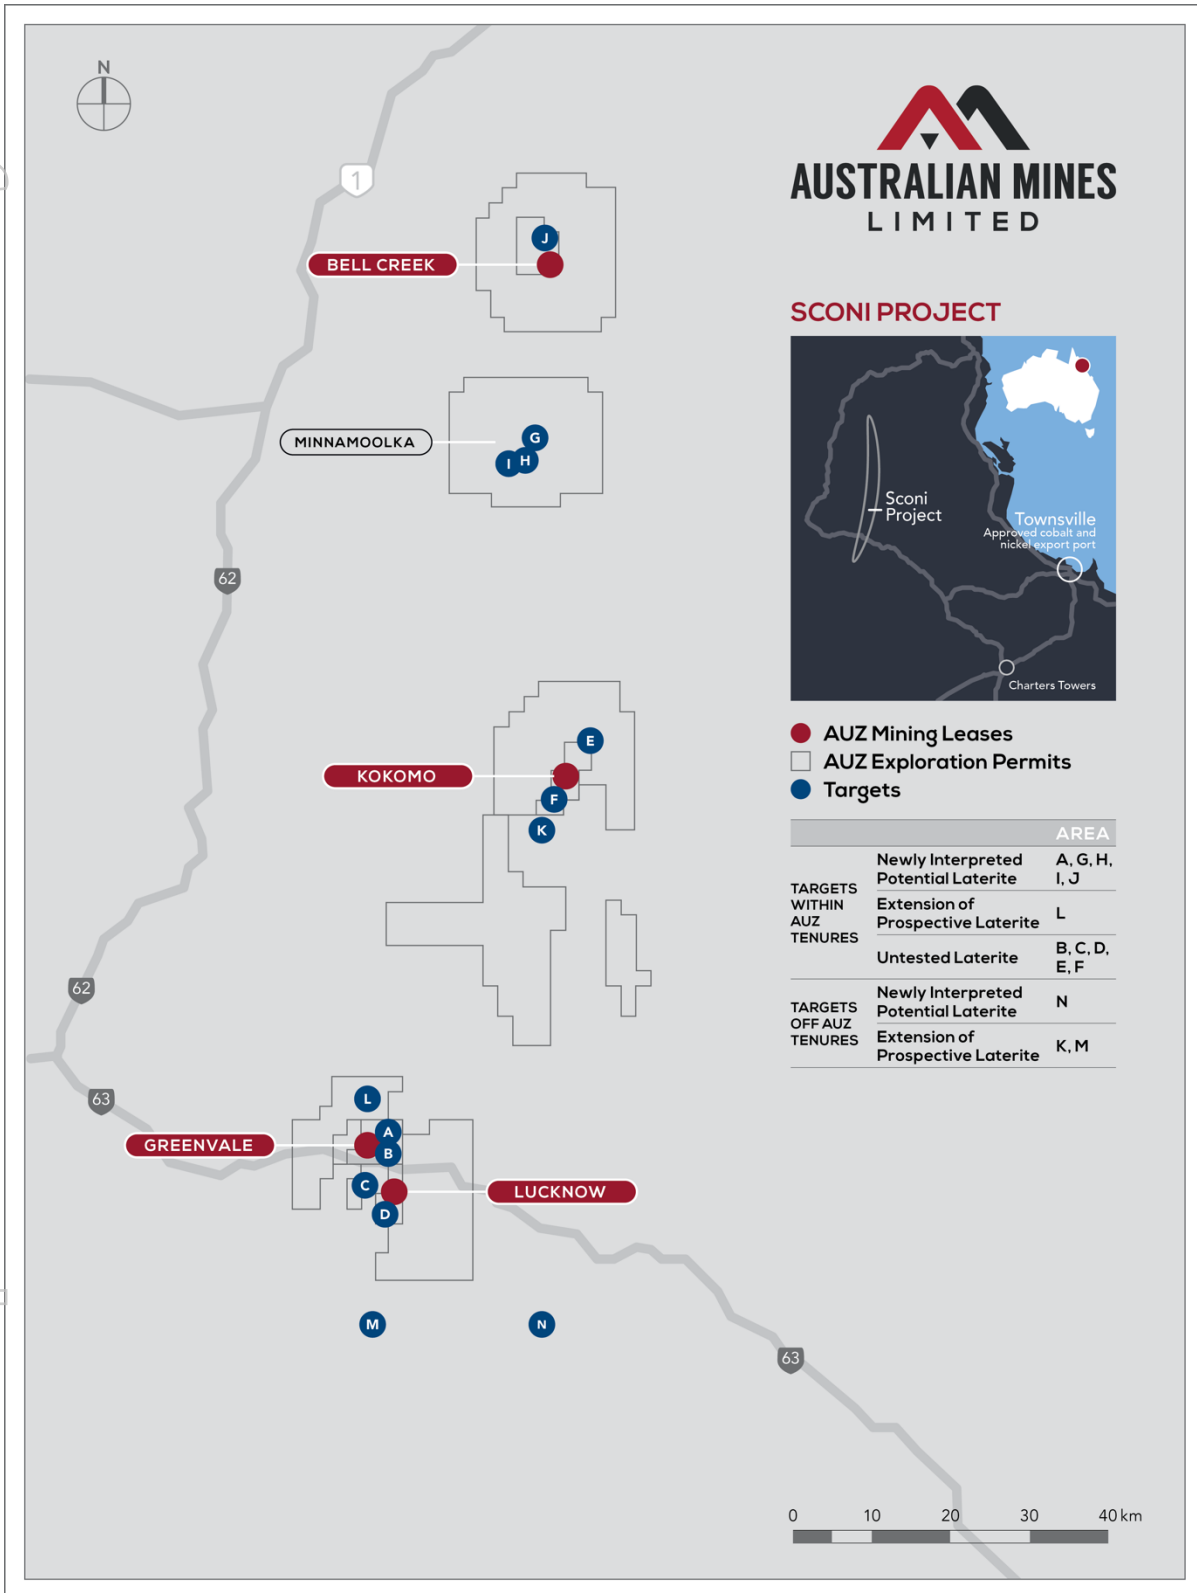 N
1
AUSTRALIAN MINES
LIMITED
J
BELL CREEK
SCONI PROJECT
Sconi
Project
Townsville
Approved cobalt and
nickel export port
Charters Towers
MINNAMOOLKA
G
I
H
62
E
KOKOMO
F
K
AUZ Mining Leases
AUZ Exploration Permits
Targets
AREA
TARGETS
WITHIN
AUZ
TENURES
Newly Interpreted
Potential Laterite
A, G, H,
I, J
Extension of
Prospective Laterite
L
Untested Laterite
B, C, D,
E, F
TARGETS
OFF AUZ
TENURES
Newly Interpreted
Potential Laterite
N
Extension of
Prospective Laterite
K, M
62
63
L
A
GREENVALE
B
C
LUCKNOW
D
M
N
63
0 10 20 30 40 km